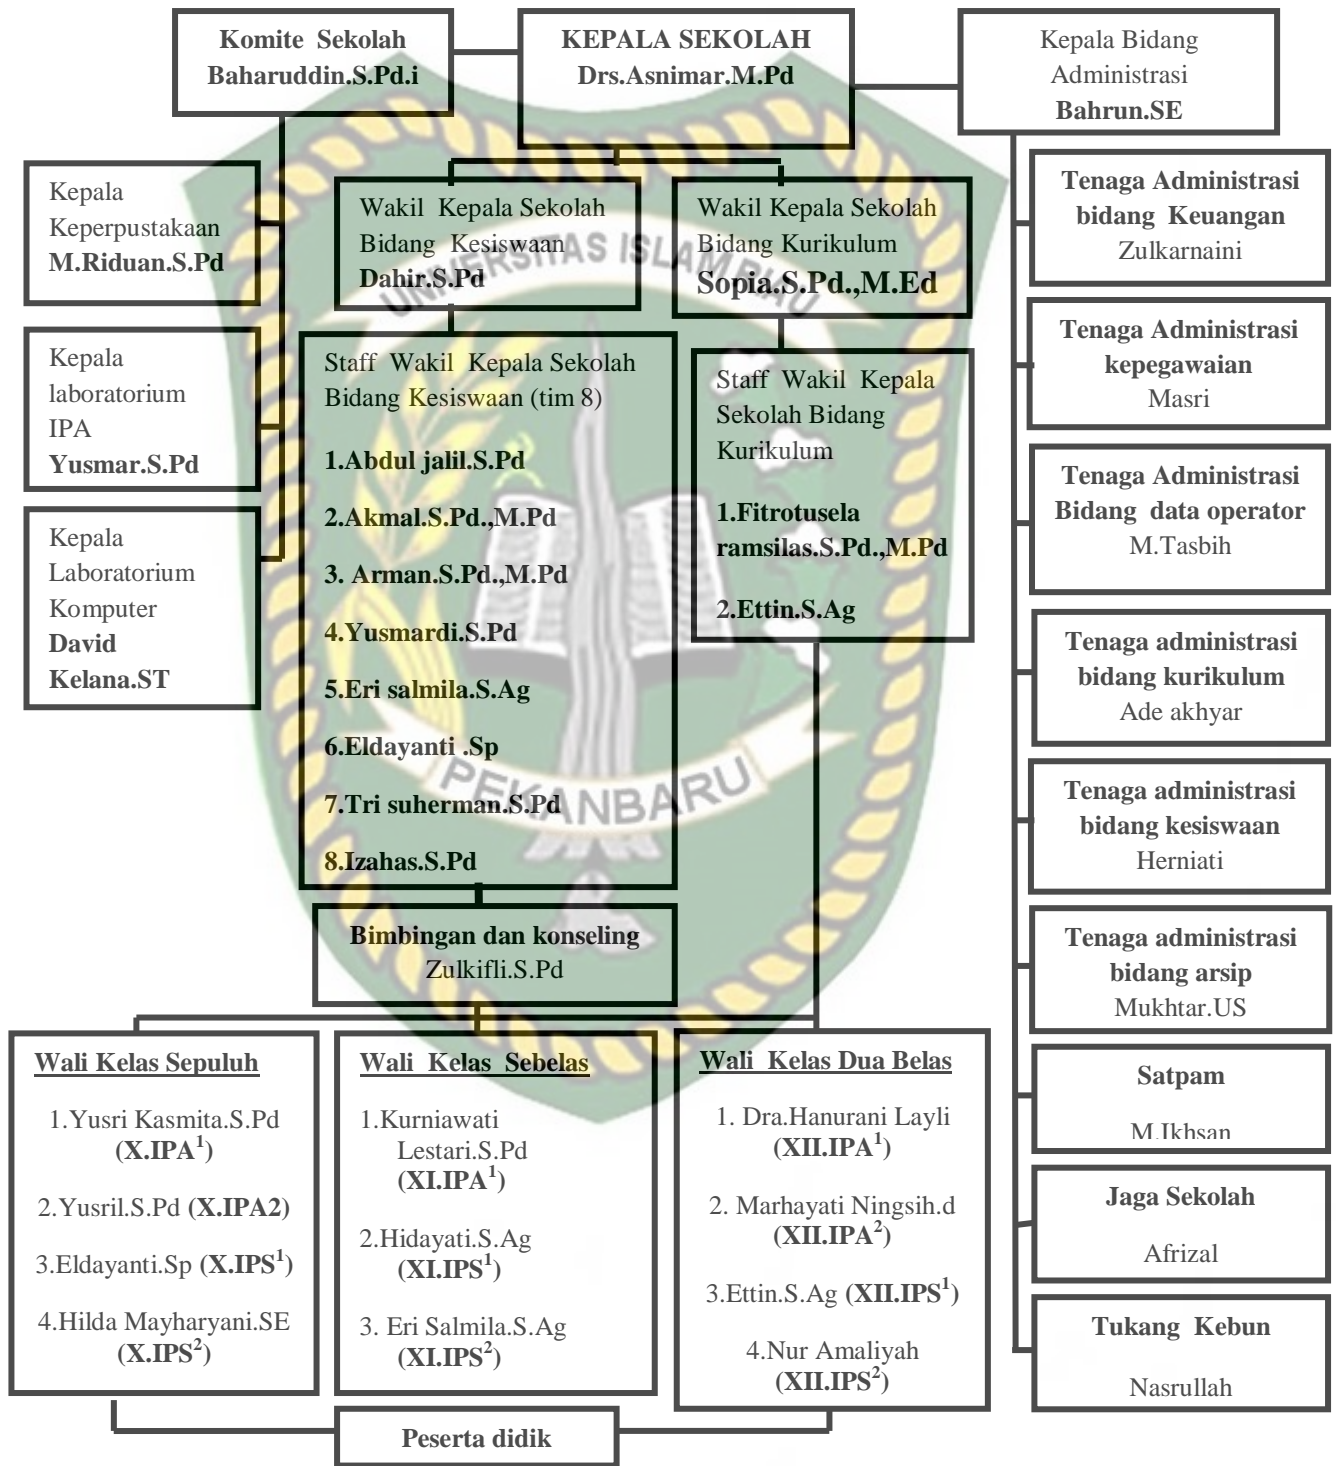 Komite Sekolah
Baharuddin.S.Pd.i
KEPALA SEKOLAH
Drs.Asnimar.M.Pd
Kepala Bidang
Administrasi
Bahrun.SE
Kepala
Keperpustakaan
M.Riduan.S.Pd
Wakil Kepala Sekolah
Bidang Kesiswaan
Dahir.S.Pd
Wakil Kepala Sekolah
Bidang Kurikulum
Sopia.S.Pd.,M.Ed
Tenaga Administrasi
bidang Keuangan
Zulkarnaini
UNIVERSITAS ISLAM RIAU
Kepala
laboratorium
IPA
Yusmar.S.Pd
Staff Wakil Kepala Sekolah
Bidang Kesiswaan (tim 8)
1.Abdul jalil.S.Pd
2.Akmal.S.Pd.,M.Pd
3. Arman.S.Pd.,M.Pd
4.Yusmardi.S.Pd
5.Eri salmila.S.Ag
6.Eldayanti .Sp
7.Tri suherman.S.Pd
8.Izahas.S.Pd
Staff Wakil Kepala
Sekolah Bidang
Kurikulum
1.Fitrotusela
ramsilas.S.Pd.,M.Pd
2.Ettin.S.Ag
Tenaga Administrasi
kepegawaian
Masri
Kepala
Laboratorium
Komputer
David
Kelana.ST
Tenaga Administrasi
Bidang data operator
M.Tasbih
Tenaga administrasi
bidang kurikulum
Ade akhyar
PEKANBARU
Tenaga administrasi
bidang kesiswaan
Herniati
Bimbingan dan konseling
Zulkifli.S.Pd
Tenaga administrasi
bidang arsip
Mukhtar.US
Wali Kelas Sepuluh
1.Yusri Kasmita.S.Pd
(X.IPA¹)
2.Yusril.S.Pd (X.IPA2)
3.Eldayanti.Sp (X.IPS¹)
4.Hilda Mayharyani.SE
(X.IPS²)
Wali Kelas Sebelas
1.Kurniawati
Lestari.S.Pd
(XI.IPA¹)
2.Hidayati.S.Ag
(XI.IPS¹)
3. Eri Salmila.S.Ag
(XI.IPS²)
Wali Kelas Dua Belas
1. Dra.Hanurani Layli
(XII.IPA¹)
2. Marhayati Ningsih.d
(XII.IPA²)
3.Ettin.S.Ag (XII.IPS¹)
4.Nur Amaliyah
(XII.IPS²)
Satpam
M.Ikhsan
Jaga Sekolah
Afrizal
Tukang Kebun
Nasrullah
Peserta didik